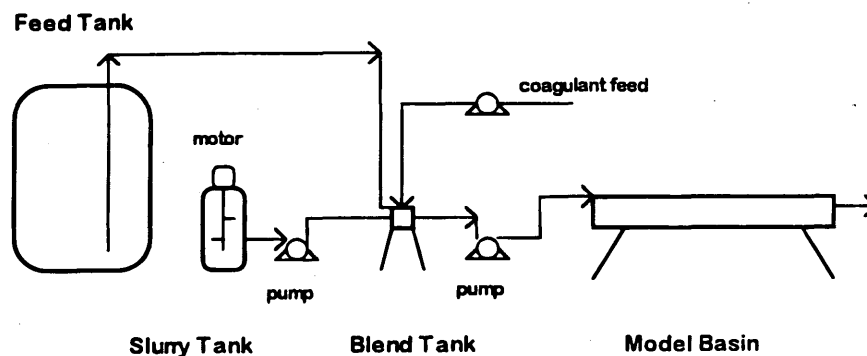 Feed Tank
coagulant feed
motor
pump
pump
Slurry Tank
Blend Tank
Model Basin